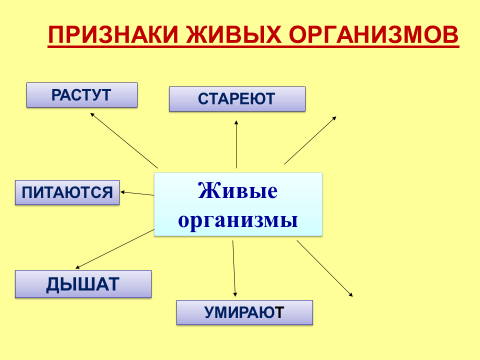 ПРИЗНАКИ ЖИВЫХ ОРГАНИЗМОВ
РАСТУТ
СТАРЕЮТ
ПИТАЮТСЯ
Живые
организмы
ДЫШАТ
УМИРАЮТ